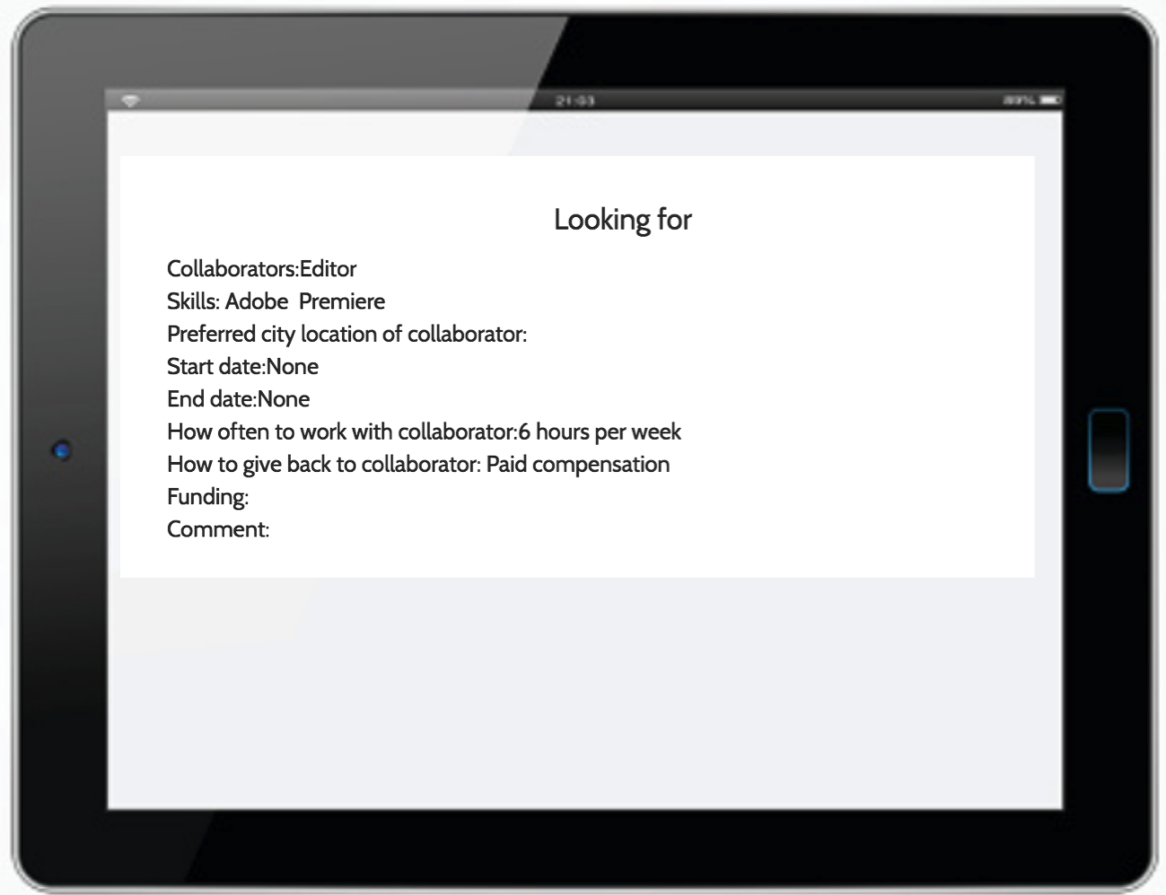 21:03
89%
Looking for
Collaborators:Editor
Skills: Adobe  Premiere
Preferred city location of collaborator:
Start date:None
End date:None
How often to work with collaborator:6 hours per week
How to give back to collaborator: Paid compensation
Funding:
Comment: